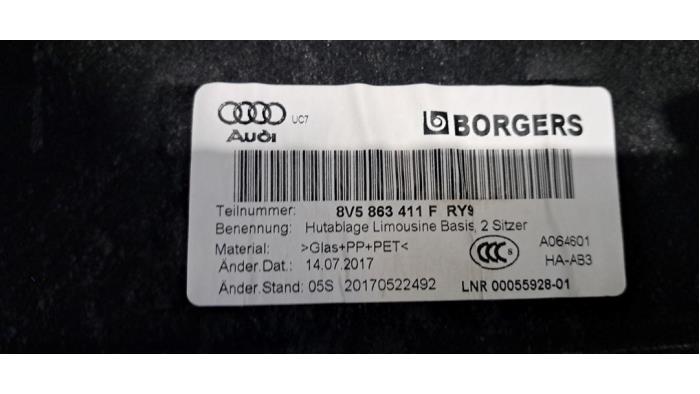 UC7
Audi
BORGERS
Teilnummer: 8V5 863 411 F RY9
Benennung: Hutablage Limousine Basis, 2 Sitzer
Material: >Glas+PP+PET<
CCC S
A064601
Änder.Dat.: 14.07.2017
HA-AB3
Änder.Stand: 05S 20170522492
LNR 00055928-01